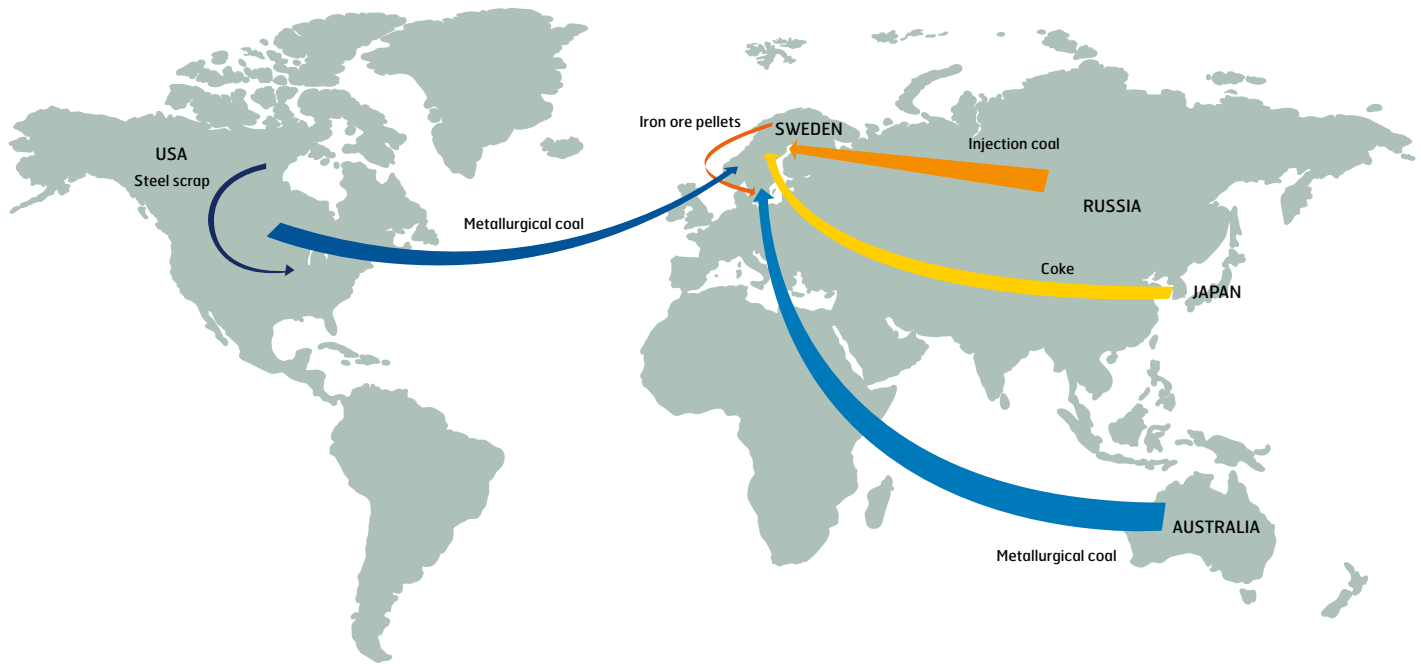 Iron ore pellets
SWEDEN
Injection coal
USA
Steel scrap
RUSSIA
Metallurgical coal
Coke
JAPAN
AUSTRALIA
Metallurgical coal